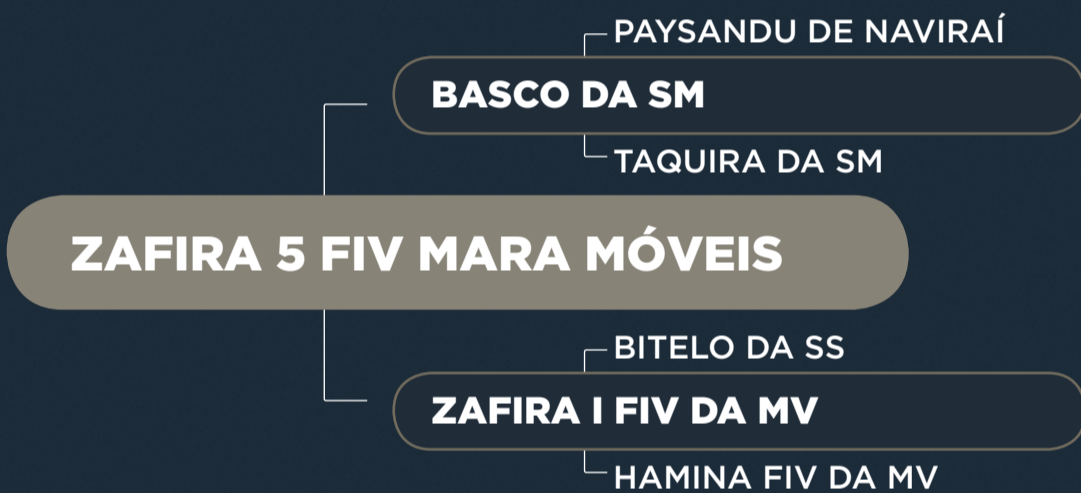 PAYSANDU DE NAVIRAÍ
BASCO DA SM
TAQUIRA DA SM
ZAFIRA 5 FIV MARA MÓVEIS
BITELO DA SS
ZAFIRA I FIV DA MV
HAMINA FIV DA MV